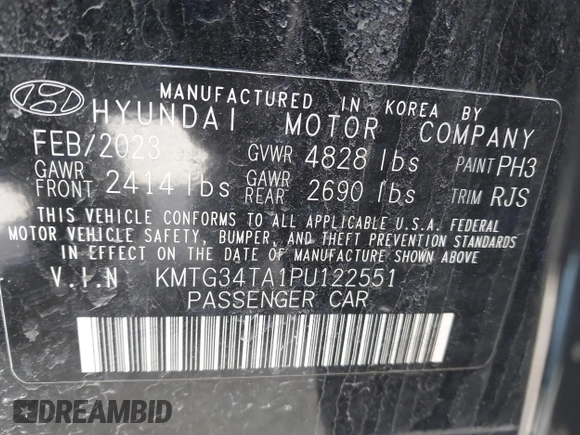 MANUFACTURED IN KOREA BY
HYUNDAI MOTOR COMPANY
FEB/2023 GVWR 4828 lbs PAINT PH3
GAWR FRONT 2414 lbs GAWR REAR 2690 lbs TRIM RJS
THIS VEHICLE CONFORMS TO ALL APPLICABLE U.S.A. FEDERAL
MOTOR VEHICLE SAFETY, BUMPER, AND THEFT PREVENTION STANDARDS
IN EFFECT ON THE DATE OF MANUFACTURE SHOWN ABOVE.
V.I.N KMTG34TA1PU122551
PASSENGER CAR
DREAMBID